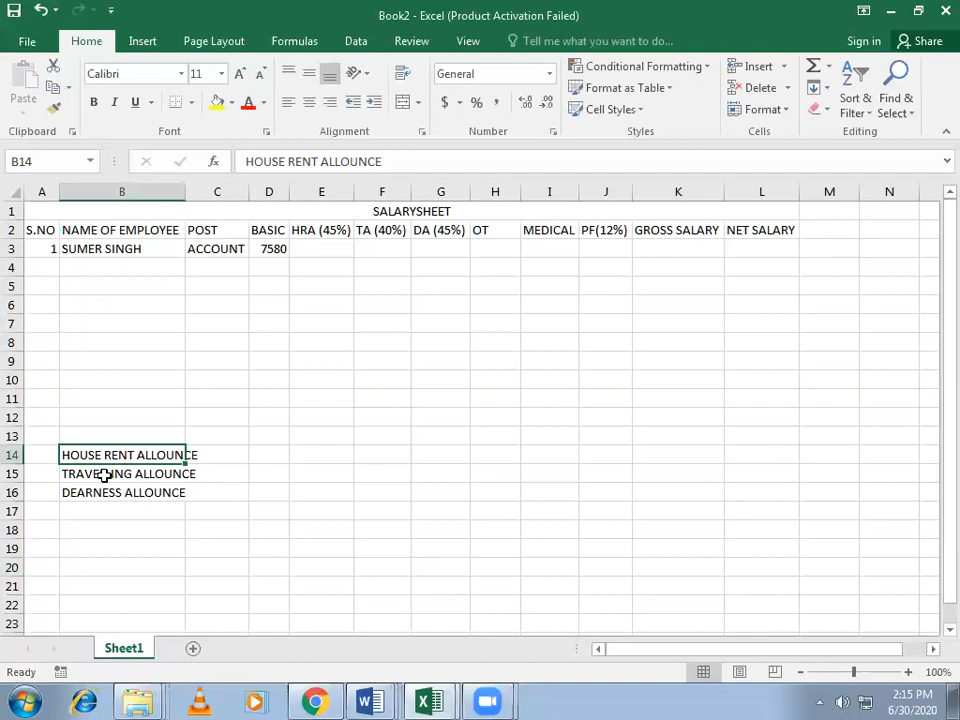 Book2 - Excel (Product Activation Failed)
File Home Insert Page Layout Formulas Data Review View Tell me what you want to do... Sign in Share
Paste
Calibri 11
B I U
General
$ % 
Conditional Formatting
Format as Table
Cell Styles
Insert
Delete
Format
Sort & Filter
Find & Select
Clipboard Font Alignment Number Styles Cells Editing
B14 fx HOUSE RENT ALLOUNCE
A B C D E F G H I J K L M N
1 SALARYSHEET
2 S.NO NAME OF EMPLOYEE POST BASIC HRA (45%) TA (40%) DA (45%) OT MEDICAL PF(12%) GROSS SALARY NET SALARY
3 1 SUMER SINGH ACCOUNT 7580
4
5
6
7
8
9
10
11
12
13
14 HOUSE RENT ALLOUNCE
15 TRAVELLING ALLOUNCE
16 DEARNESS ALLOUNCE
17
18
19
20
21
22
23
Sheet1
Ready 100%
2:15 PM
6/30/2020